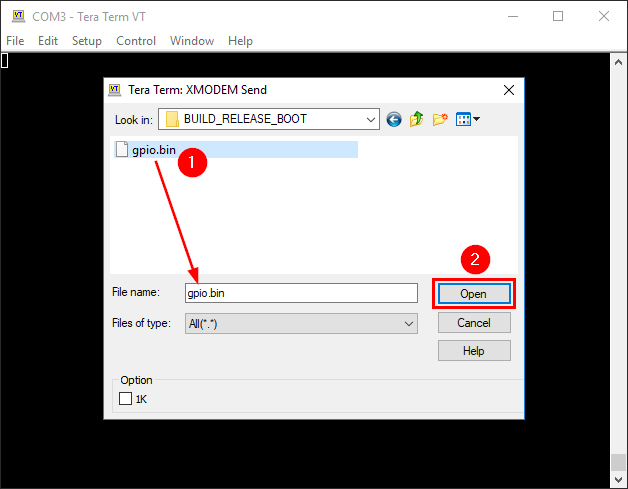 COM3 - Tera Term VT
File Edit Setup Control Window Help
Tera Term: XMODEM Send
Look in: BUILD_RELEASE_BOOT
gpio.bin
1
2
File name: gpio.bin
Open
Files of type: All(*.*)
Cancel
Help
Option
1K